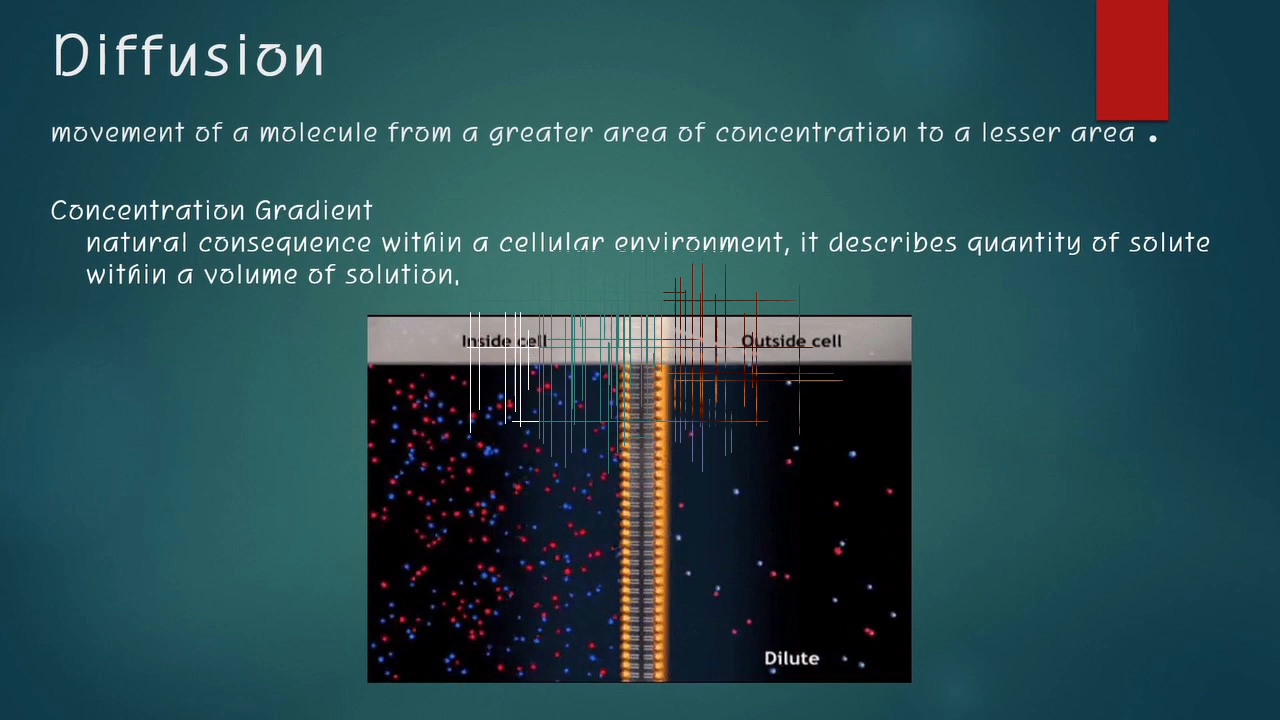 Diffusion
movement of a molecule from a greater area of concentration to a lesser area .
Concentration Gradient
natural consequence within a cellular environment, it describes quantity of solute
within a volume of solution.
Inside cell
Outside cell
Dilute